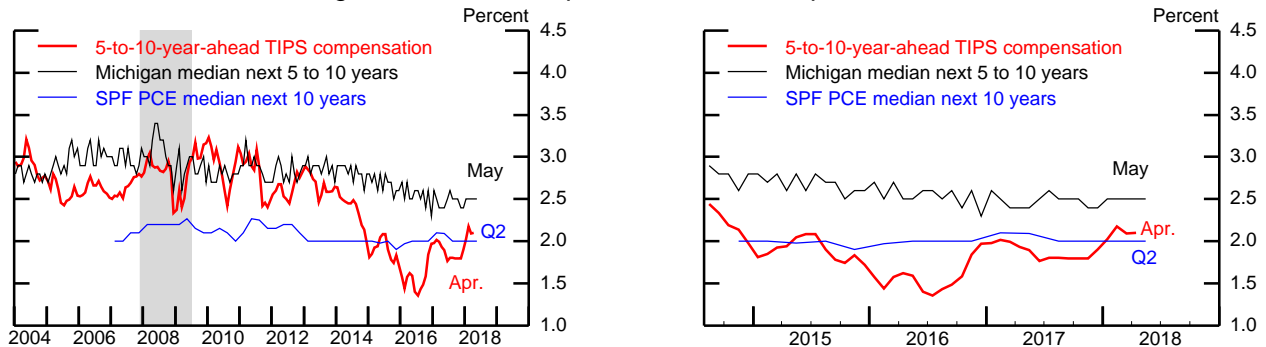 Percent
4.5
5-to-10-year-ahead TIPS compensation
4.0
Michigan median next 5 to 10 years
SPF PCE median next 10 years
3.5
3.0
May
2.5
Q2
2.0
Apr.
1.5
1.0
2004 2006 2008 2010 2012 2014 2016 2018
Percent
4.5
5-to-10-year-ahead TIPS compensation
4.0
Michigan median next 5 to 10 years
SPF PCE median next 10 years
3.5
3.0
May
2.5
Apr.
2.0
Q2
1.5
1.0
2015 2016 2017 2018